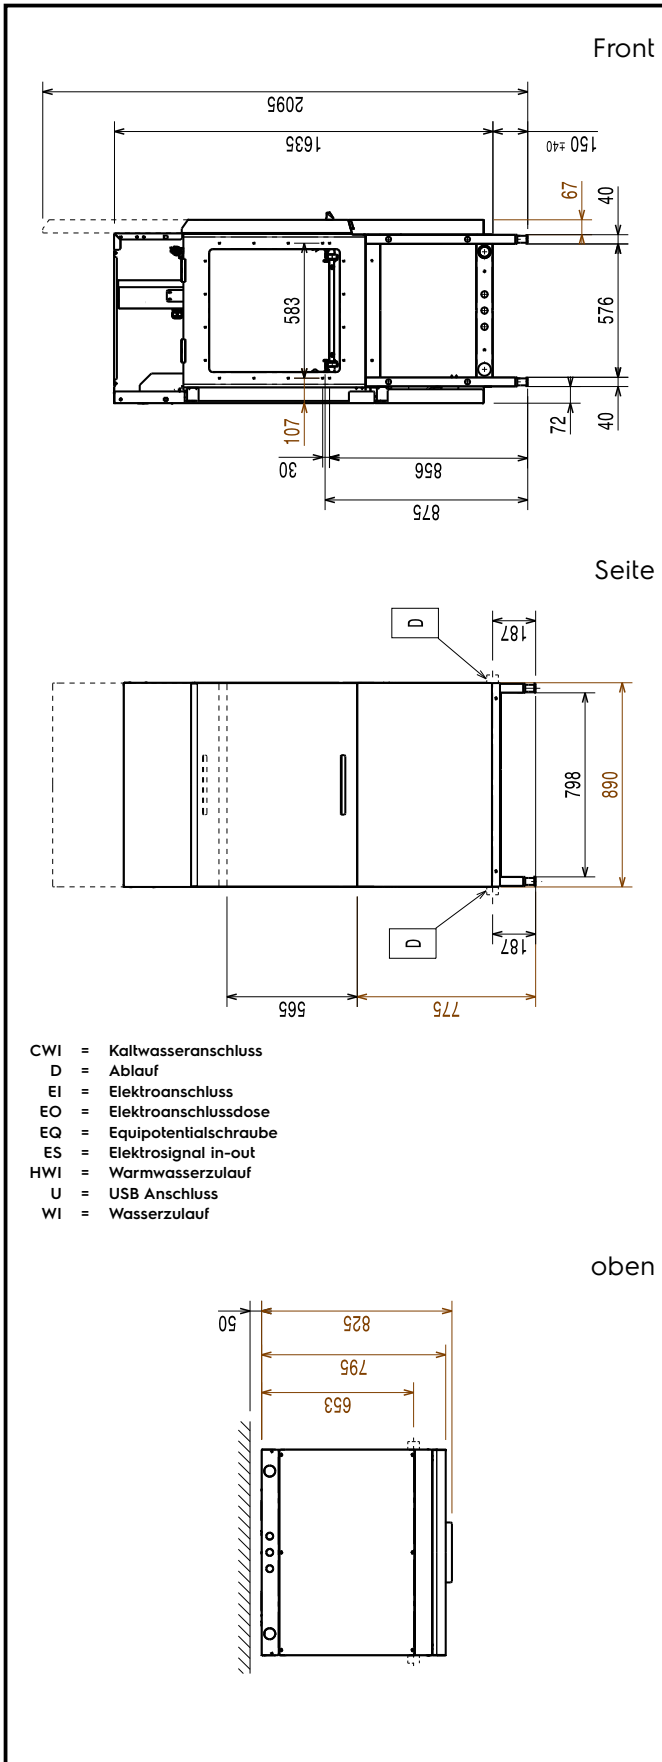 Front
2095
1635
150 ±40
67
40
583
576
107
72
40
30
856
875
Seite
D
187
798
890
D
187
565
775
CWI = Kaltwasseranschluss
D = Ablauf
EI = Elektroanschluss
EO = Elektroanschlussdose
EQ = Equipotentialschraube
ES = Elektrosignal in-out
HWI = Warmwasserzulauf
U = USB Anschluss
WI = Wasserzulauf
oben
50
825
795
653